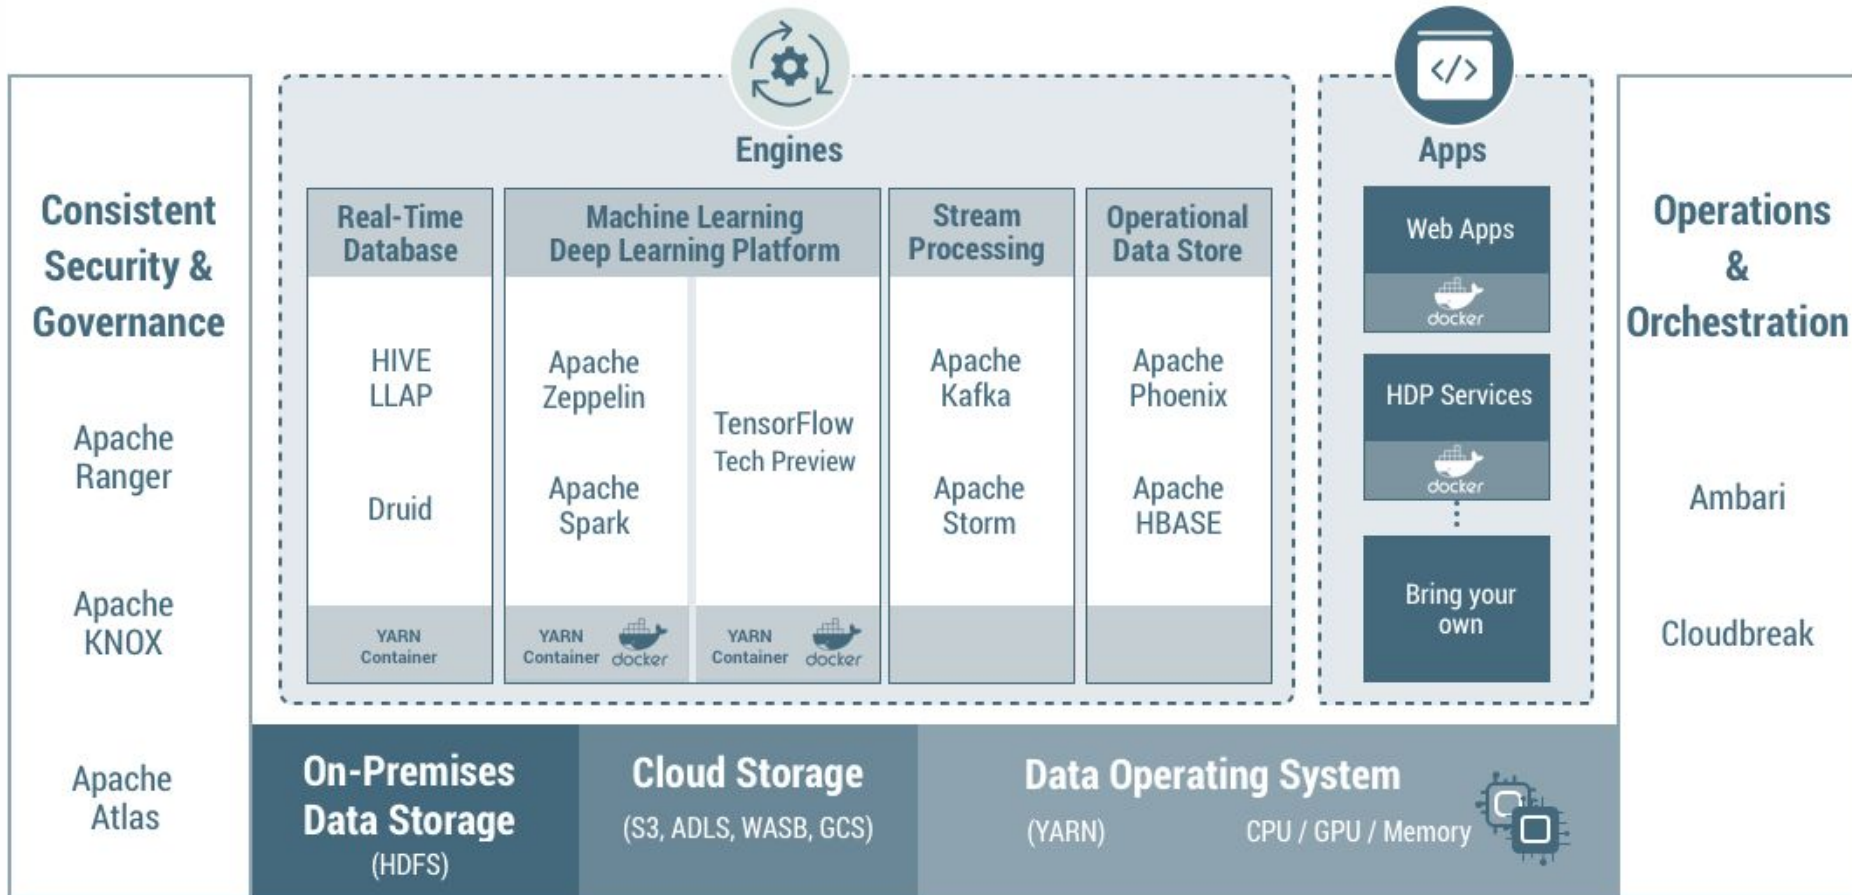 Consistent
Security &
Governance
Apache
Ranger
Apache
KNOX
Apache
Atlas
Engines
Real-Time
Database
HIVE
LLAP
Druid
YARN
Container
Machine Learning
Deep Learning Platform
Apache
Zeppelin
Apache
Spark
YARN
Container
docker
TensorFlow
Tech Preview
YARN
Container
docker
Stream
Processing
Apache
Kafka
Apache
Storm
Operational
Data Store
Apache
Phoenix
Apache
HBASE
</>
Apps
Web Apps
docker
HDP Services
docker
Bring your
own
Operations
&
Orchestration
Ambari
Cloudbreak
On-Premises
Data Storage
(HDFS)
Cloud Storage
(S3, ADLS, WASB, GCS)
Data Operating System
(YARN) CPU / GPU / Memory